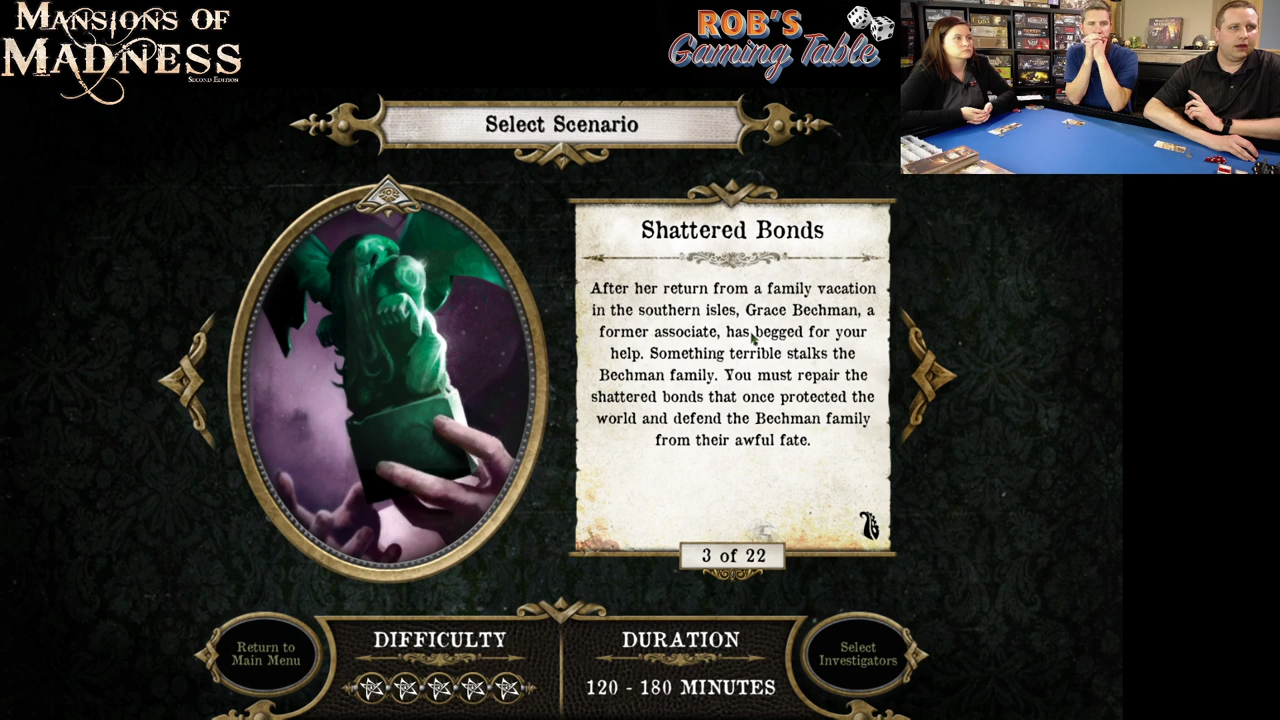 MANSIONS OF
MADNESS
SECOND EDITION
ROB'S
Gaming Table
Select Scenario
Shattered Bonds
After her return from a family vacation
in the southern isles, Grace Bechman, a
former associate, has begged for your
help. Something terrible stalks the
Bechman family. You must repair the
shattered bonds that once protected the
world and defend the Bechman family
from their awful fate.
3 of 22
Return to
Main Menu
DIFFICULTY
DURATION
120 - 180 MINUTES
Select
Investigators